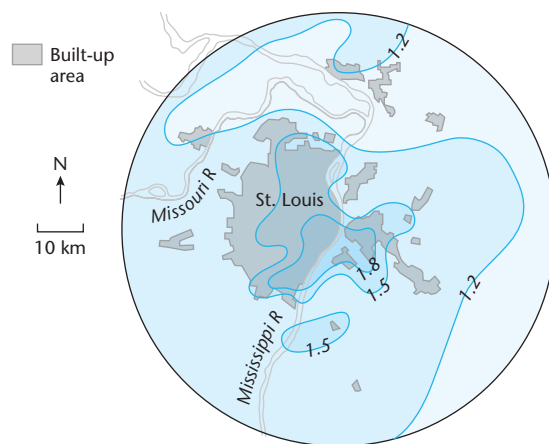 Built-up
area
N
10 km
Missouri R
St. Louis
Mississippi R
1.2
1.8
1.5
1.2
1.5